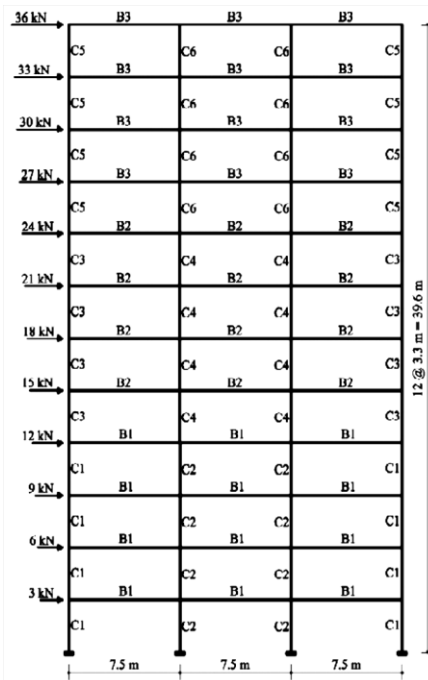 36 kN B3 B3 B3
C5 C6 C6 C5
33 kN B3 B3 B3
C5 C6 C6 C5
30 kN B3 B3 B3
C5 C6 C6 C5
27 kN B3 B3 B3
C5 C6 C6 C5
24 kN B2 B2 B2
C3 C4 C4 C3
21 kN B2 B2 B2
C3 C4 C4 C3
18 kN B2 B2 B2
C3 C4 C4 C3
15 kN B2 B2 B2
C3 C4 C4 C3
12 kN B1 B1 B1
C1 C2 C2 C1
9 kN B1 B1 B1
C1 C2 C2 C1
6 kN B1 B1 B1
C1 C2 C2 C1
3 kN B1 B1 B1
C1 C2 C2 C1
12 @ 3.3 m = 39.6 m
7.5 m 7.5 m 7.5 m